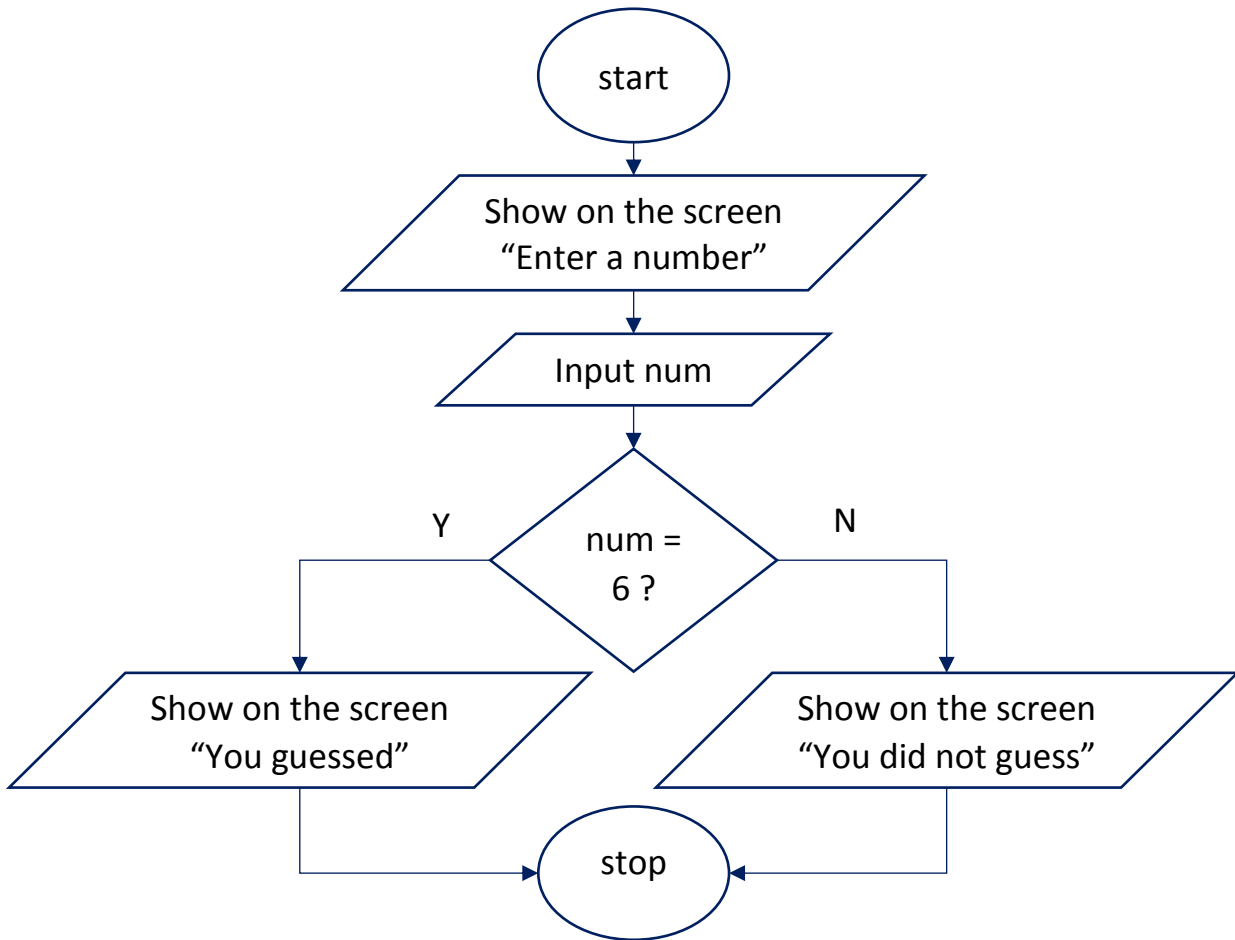 start
Show on the screen
“Enter a number”
Input num
Y
N
num =
6 ?
Show on the screen
“You guessed”
Show on the screen
“You did not guess”
stop